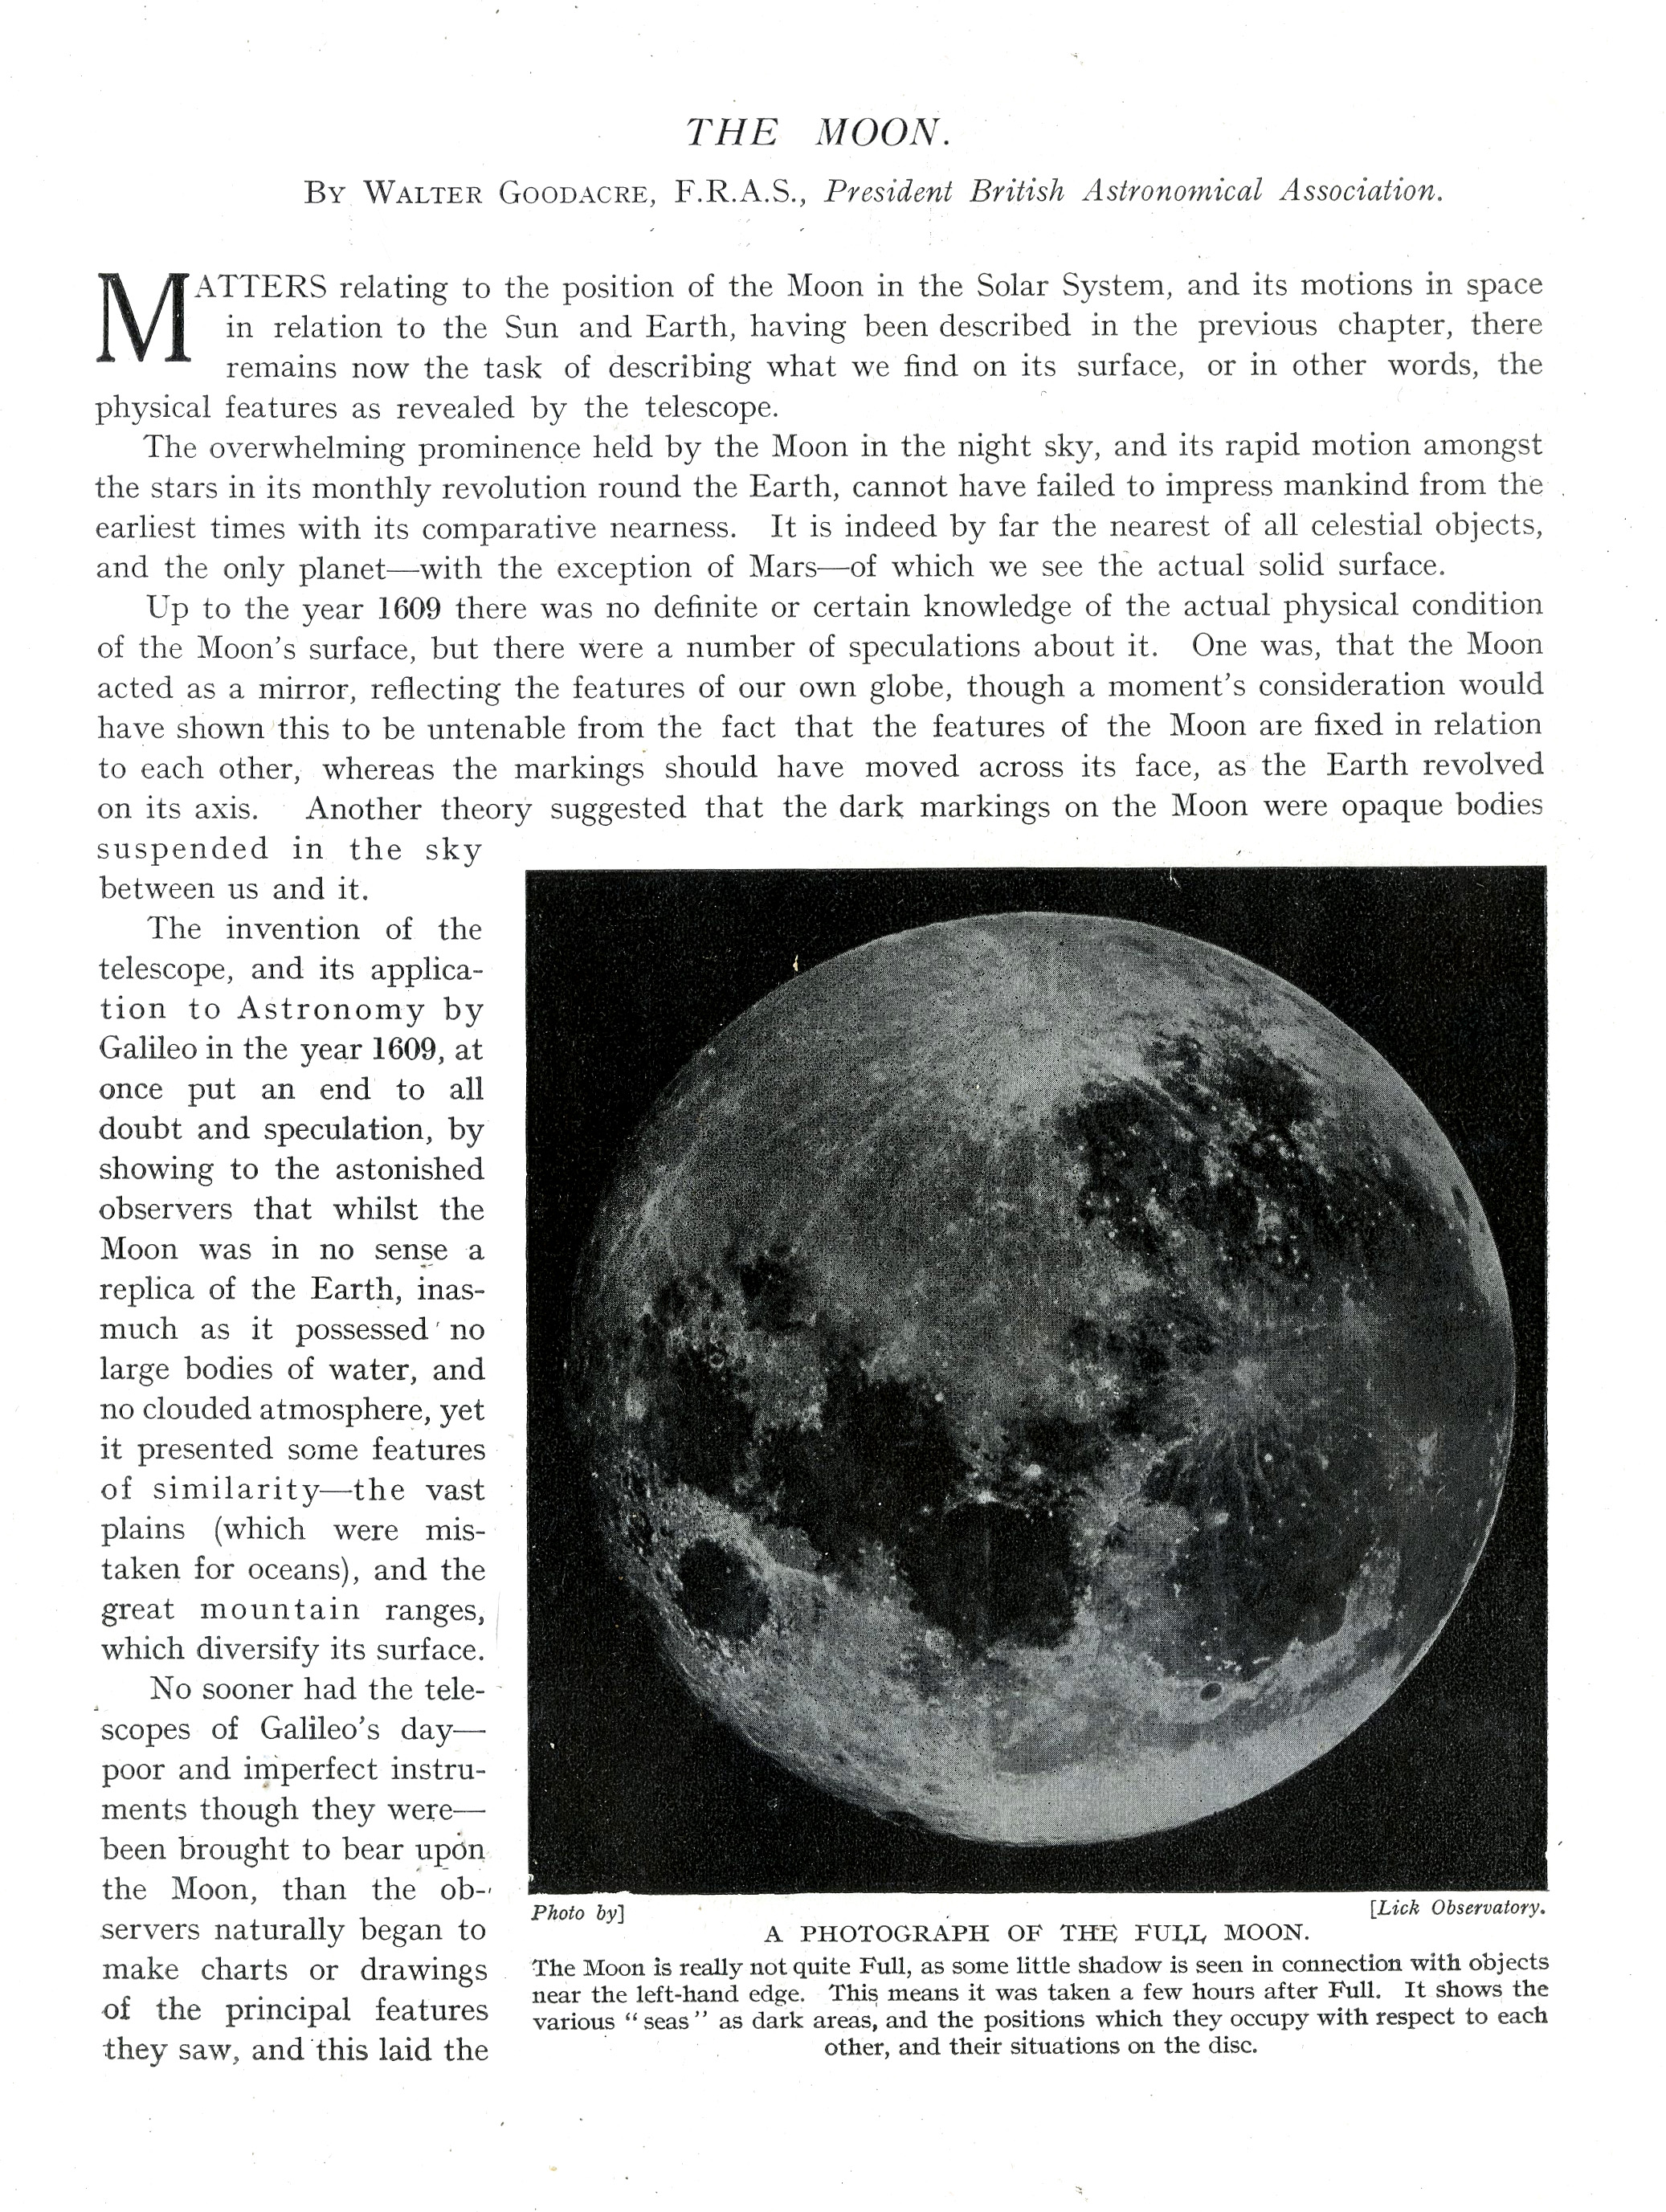 THE MOON.
By Walter Goodacre, F.R.A.S., President British Astronomical Association.
MATTERS relating to the position of the Moon in the Solar System, and its motions in space
in relation to the Sun and Earth, having been described in the previous chapter, there
remains now the task of describing what we find on its surface, or in other words, the
physical features as revealed by the telescope.
The overwhelming prominence held by the Moon in the night sky, and its rapid motion amongst
the stars in its monthly revolution round the Earth, cannot have failed to impress mankind from the
earliest times with its comparative nearness. It is indeed by far the nearest of all celestial objects,
and the only planet—with the exception of Mars—of which we see the actual solid surface.
Up to the year 1609 there was no definite or certain knowledge of the actual physical condition
of the Moon's surface, but there were a number of speculations about it. One was, that the Moon
acted as a mirror, reflecting the features of our own globe, though a moment's consideration would
have shown this to be untenable from the fact that the features of the Moon are fixed in relation
to each other, whereas the markings should have moved across its face, as the Earth revolved
on its axis. Another theory suggested that the dark markings on the Moon were opaque bodies
suspended in the sky
between us and it.
The invention of the
telescope, and its applica-
tion to Astronomy by
Galileo in the year 1609, at
once put an end to all
doubt and speculation, by
showing to the astonished
observers that whilst the
Moon was in no sense a
replica of the Earth, inas-
much as it possessed no
large bodies of water, and
no clouded atmosphere, yet
it presented some features
of similarity—the vast
plains (which were mis-
taken for oceans), and the
great mountain ranges,
which diversify its surface.
No sooner had the tele-
scopes of Galileo's day—
poor and imperfect instru-
ments though they were—
been brought to bear upon
the Moon, than the ob-
servers naturally began to
make charts or drawings
of the principal features
they saw, and this laid the
Photo by] [Lick Observatory.
A PHOTOGRAPH OF THE FULL MOON.
The Moon is really not quite Full, as some little shadow is seen in connection with objects
near the left-hand edge. This means it was taken a few hours after Full. It shows the
various "seas" as dark areas, and the positions which they occupy with respect to each
other, and their situations on the disc.